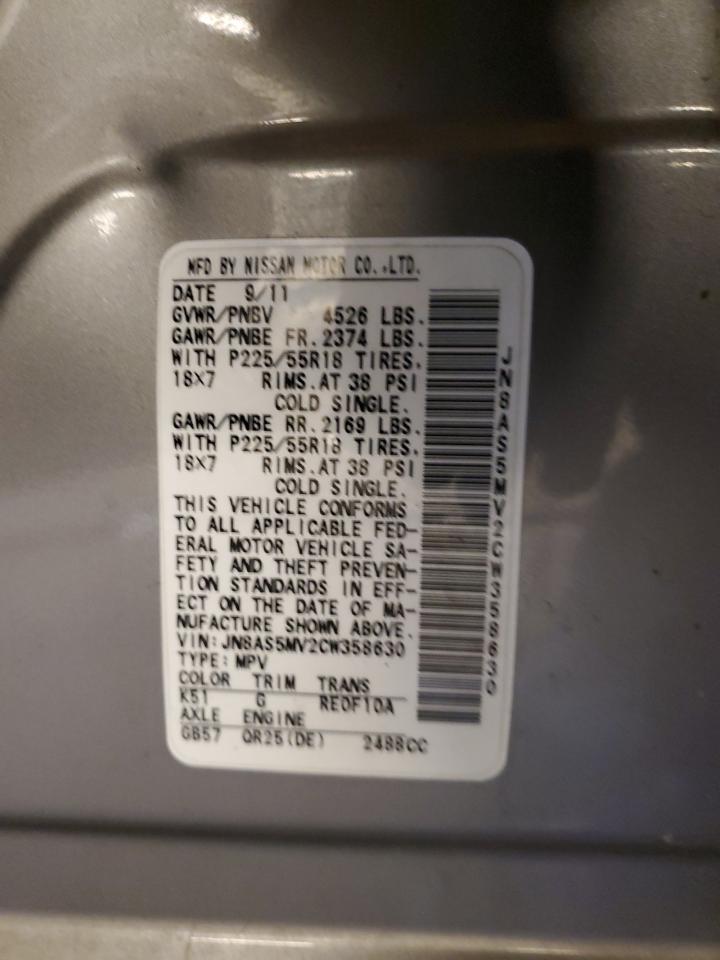 MFD BY NISSAN MOTOR CO.,LTD.
DATE 9/11
GVWR/PNBV 4526 LBS.
GAWR/PNBE FR. 2374 LBS.
WITH P225/55R18 TIRES.
18X7 RIMS. AT 38 PSI
COLD SINGLE.
GAWR/PNBE RR. 2169 LBS.
WITH P225/55R18 TIRES.
18X7 RIMS. AT 38 PSI
COLD SINGLE.
THIS VEHICLE CONFORMS
TO ALL APPLICABLE FED-
ERAL MOTOR VEHICLE SA-
FETY AND THEFT PREVEN-
TION STANDARDS IN EFF-
ECT ON THE DATE OF MA-
NUFACTURE SHOWN ABOVE.
VIN: JN8AS5MV2CW358630
TYPE: MPV
COLOR TRIM TRANS
K51 G RE0F10A
AXLE ENGINE
GB57 QR25(DE) 2488CC
JN8AS5MV2CW358630